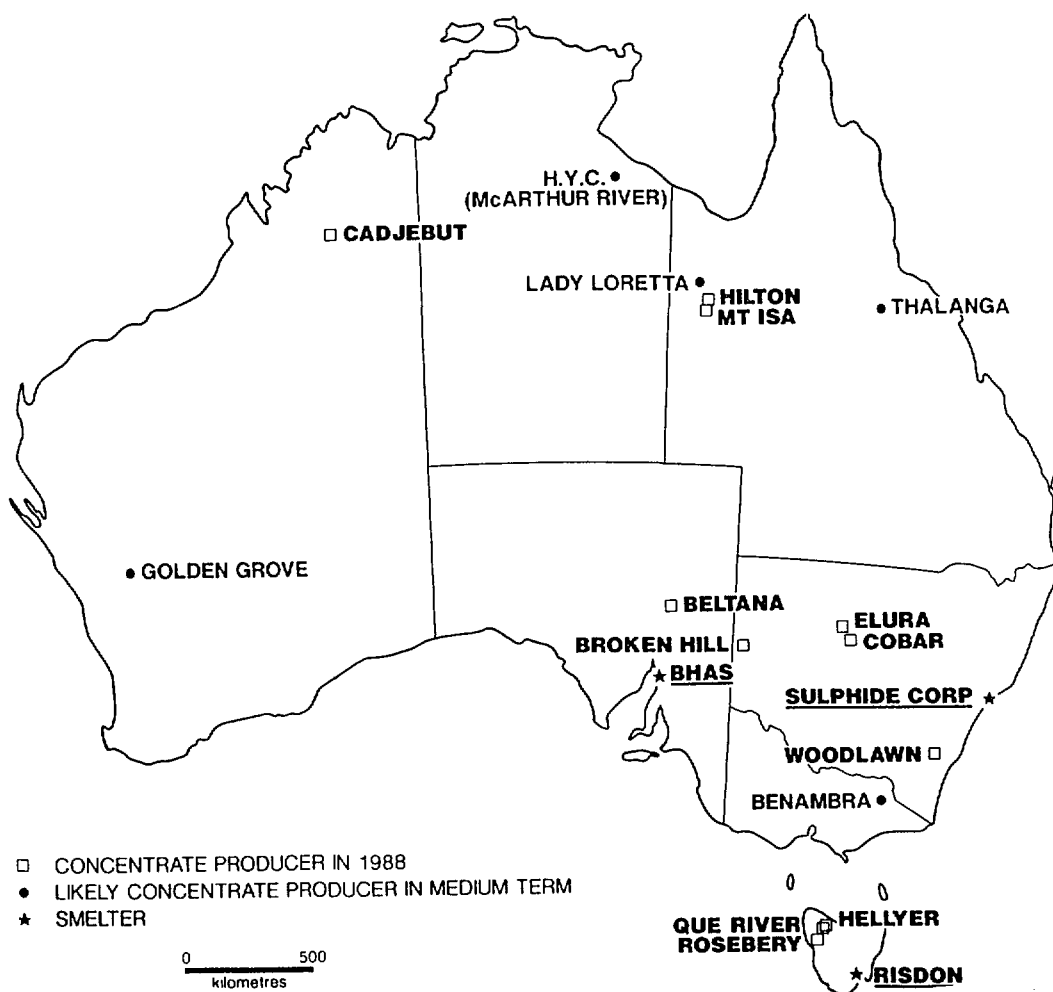 H.Y.C.
(McARTHUR RIVER)
CADJEBUT
LADY LORETTA
HILTON
MT ISA
THALANGA
GOLDEN GROVE
BELTANA
ELURA
COBAR
BROKEN HILL
BHAS
SULPHIDE CORP
WOODLAWN
BENAMBRA
CONCENTRATE PRODUCER IN 1988
LIKELY CONCENTRATE PRODUCER IN MEDIUM TERM
SMELTER
QUE RIVER
HELLYER
ROSEBERY
RISDON
0 500
kilometres